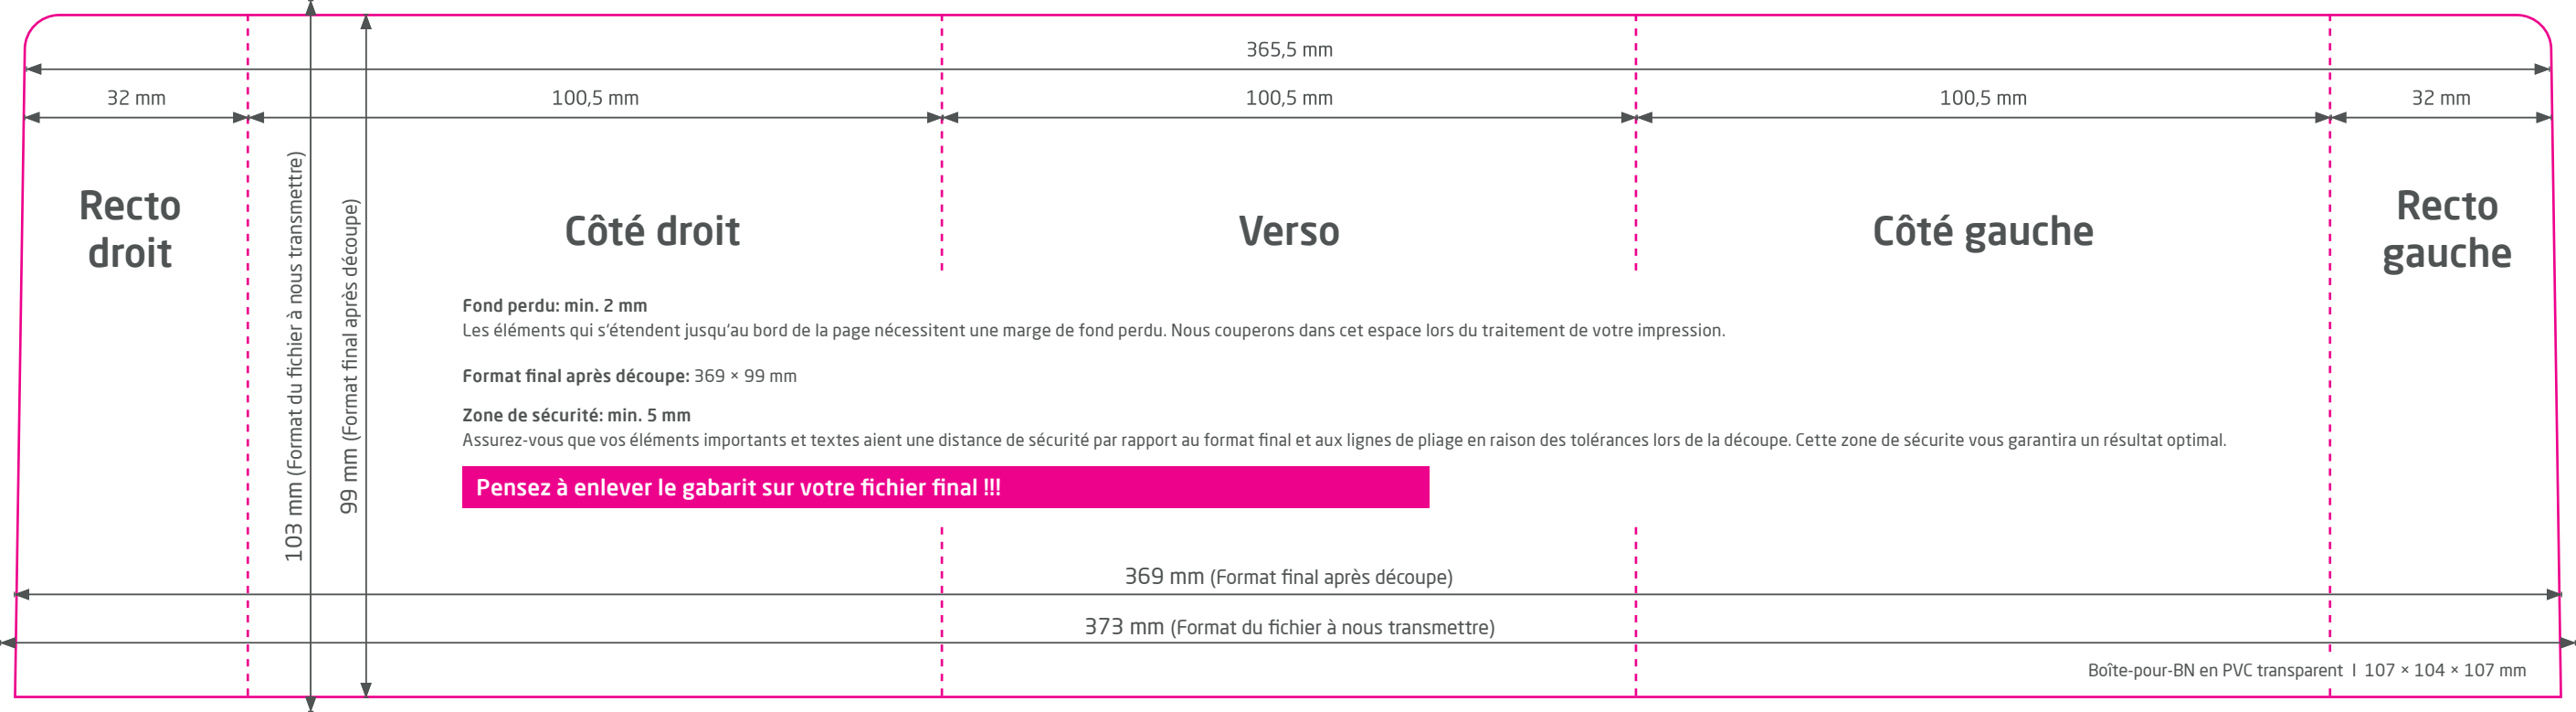 365,5 mm
32 mm
100,5 mm
100,5 mm
100,5 mm
32 mm
103 mm (Format du fichier à nous transmettre)
99 mm (Format final après découpe)
Recto
droit
Côté droit
Verso
Côté gauche
Recto
gauche
Fond perdu: min. 2 mm
Les éléments qui s'étendent jusqu'au bord de la page nécessitent une marge de fond perdu. Nous couperons dans cet espace lors du traitement de votre impression.
Format final après découpe: 369 × 99 mm
Zone de sécurité: min. 5 mm
Assurez-vous que vos éléments importants et textes aient une distance de sécurité par rapport au format final et aux lignes de pliage en raison des tolérances lors de la découpe. Cette zone de sécurite vous garantira un résultat optimal.
Pensez à enlever le gabarit sur votre fichier final !!!
369 mm (Format final après découpe)
373 mm (Format du fichier à nous transmettre)
Boîte-pour-BN en PVC transparent I 107 × 104 × 107 mm